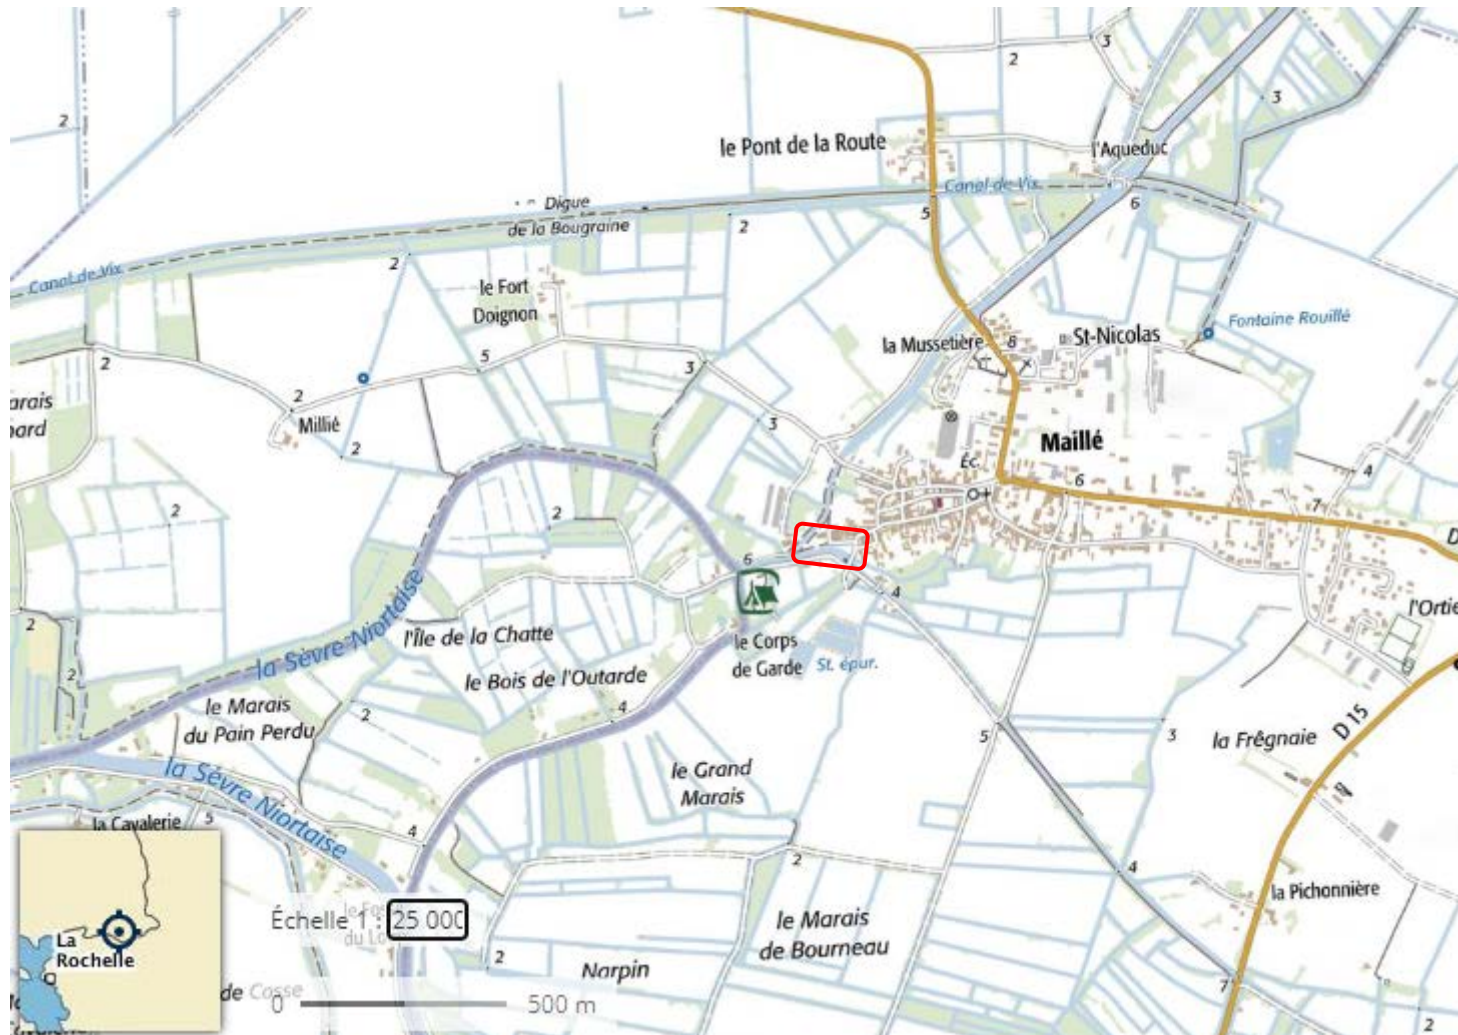 3
2
3
2
le Pont de la Route
l'Aqueduc
Canal de Vix
6
Digue
de la Bougraine
5
2
2
Canal de Vix
le Fort
Doignon
Fontaine Rouillé
la Mussetière
8
St-Nicolas
7
5
3
2
2
Millié
2
3
Maillé
Éc.
4
6
7
2
2
6
4
2
l'Île de la Chatte
la Sèvre Niortaise
le Corps
de Garde
St. épur.
le Bois de l'Outarde
2
le Marais
du Pain Perdu
2
4
5
3
la Frêgnaie
D 15
la Sèvre Niortaise
le Grand
Marais
la Cavalerie
5
4
2
4
la Pichonnière
La
Rochelle
Échelle 1 : 25 000
le Marais
de Bourneau
2
Narpin
7
de Cosse
0
500 m
2